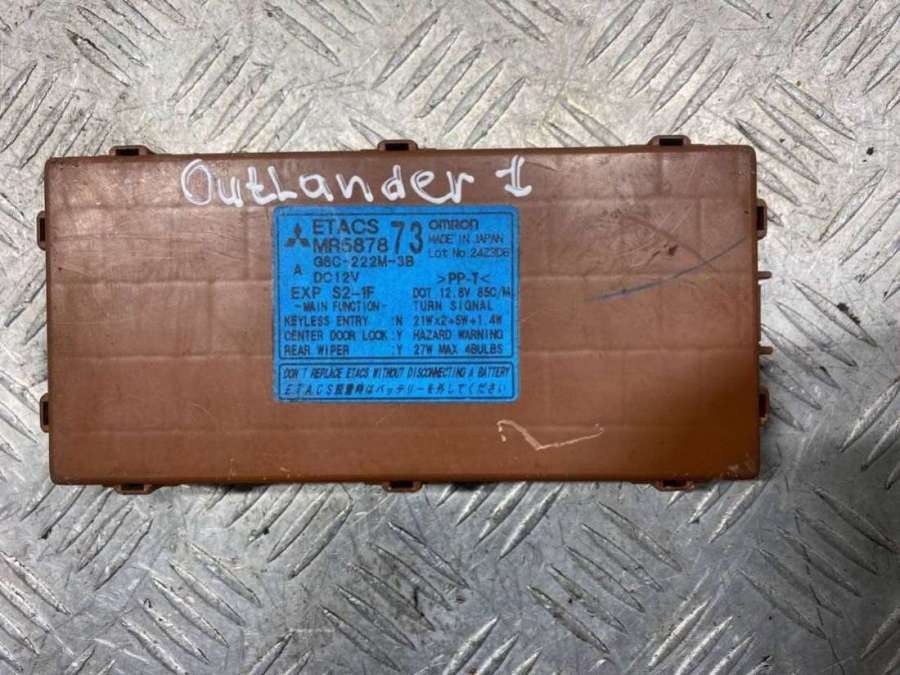 OutLander 1
ETACS 73 OMRON
MR5878 MADE IN JAPAN
G8C-222M-3B Lot No.24Z3D6
A DC12V >PP-T<
EXP S2-1F DOT 12.8V 85C/M
-MAIN FUNCTION- TURN SIGNAL
KEYLESS ENTRY :N 21W×2+5W+1.4W
CENTER DOOR LOCK :Y HAZARD WARNING
REAR WIPER :Y 27W MAX 4BULBS
DON'T REPLACE ETACS WITHOUT DISCONNECTING A BATTERY
ETACS脱着時はバッテリーを外してください